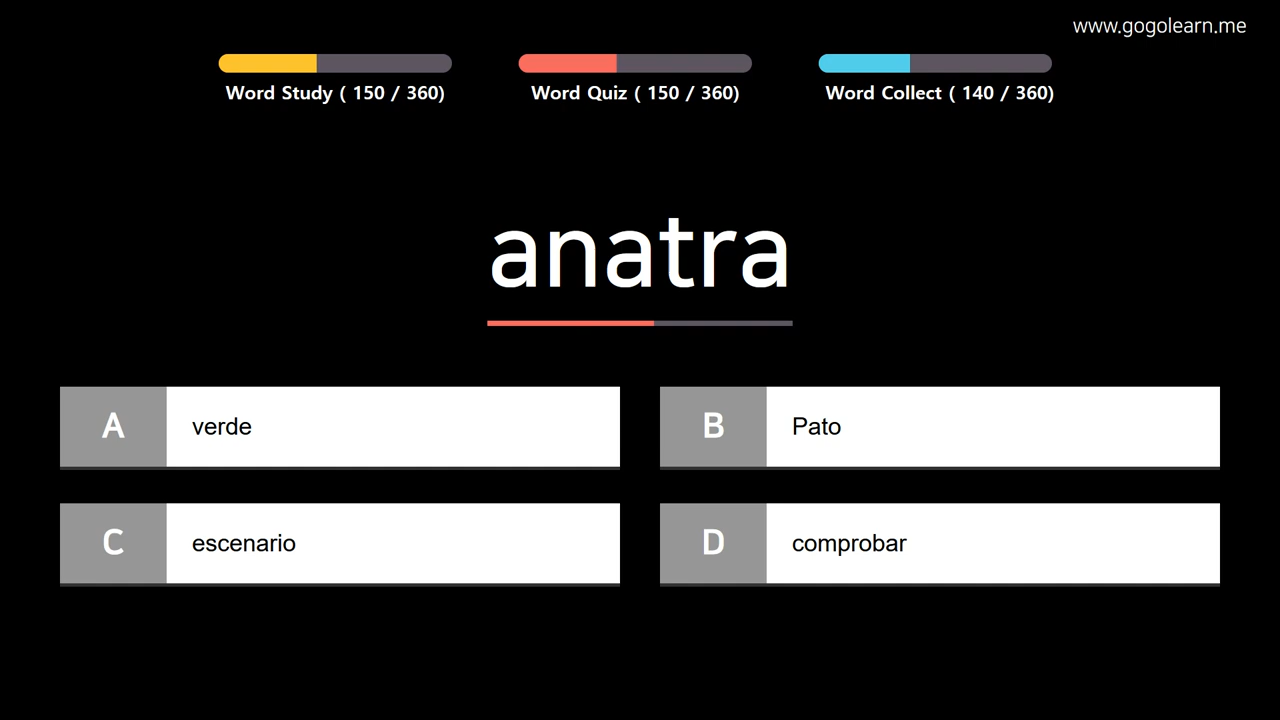 www.gogolearn.me
Word Study ( 150 / 360)
Word Quiz ( 150 / 360)
Word Collect ( 140 / 360)
anatra
A
verde
B
Pato
C
escenario
D
comprobar